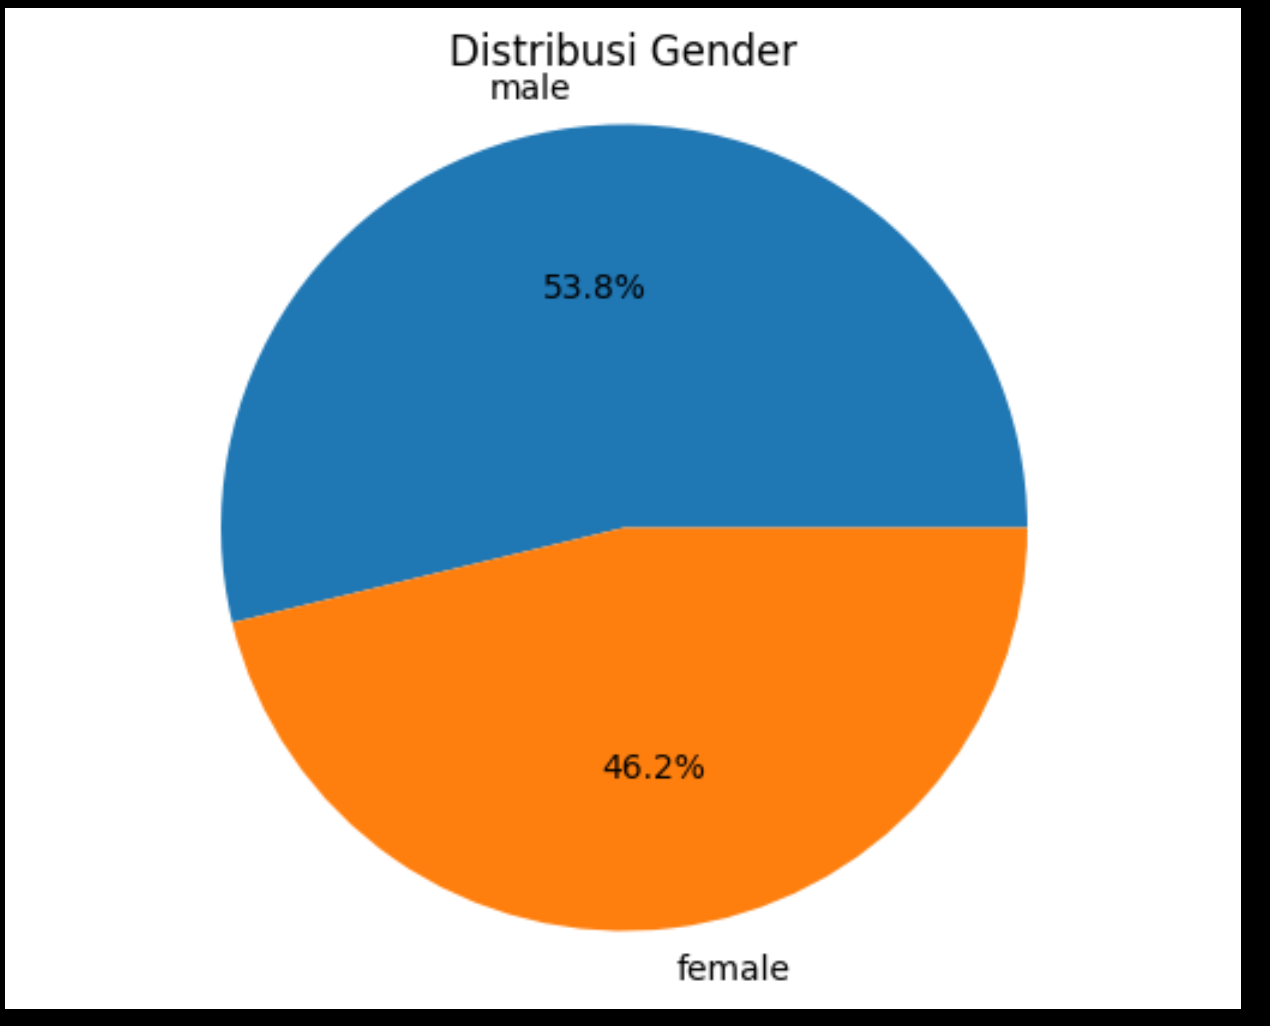 Distribusi Gender
male
53.8%
46.2%
female